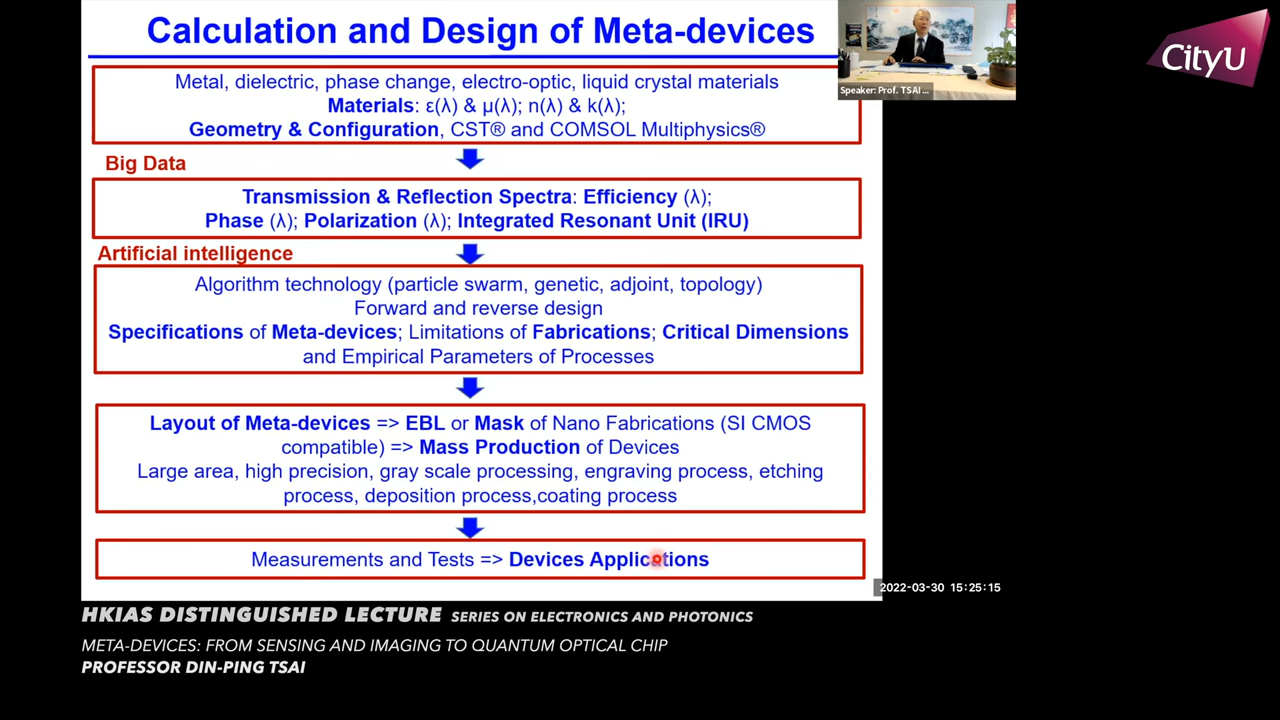 Calculation and Design of Meta-devices
Metal, dielectric, phase change, electro-optic, liquid crystal materials
Materials: ε(λ) & μ(λ); n(λ) & k(λ);
Geometry & Configuration, CST® and COMSOL Multiphysics®
Big Data
Transmission & Reflection Spectra: Efficiency (λ);
Phase (λ); Polarization (λ); Integrated Resonant Unit (IRU)
Artificial intelligence
Algorithm technology (particle swarm, genetic, adjoint, topology)
Forward and reverse design
Specifications of Meta-devices; Limitations of Fabrications; Critical Dimensions
and Empirical Parameters of Processes
Layout of Meta-devices => EBL or Mask of Nano Fabrications (SI CMOS
compatible) => Mass Production of Devices
Large area, high precision, gray scale processing, engraving process, etching
process, deposition process,coating process
Measurements and Tests => Devices Applications
Speaker: Prof. TSAI ...
CityU
2022-03-30 15:25:15
HKIAS DISTINGUISHED LECTURE SERIES ON ELECTRONICS AND PHOTONICS
META-DEVICES: FROM SENSING AND IMAGING TO QUANTUM OPTICAL CHIP
PROFESSOR DIN-PING TSAI